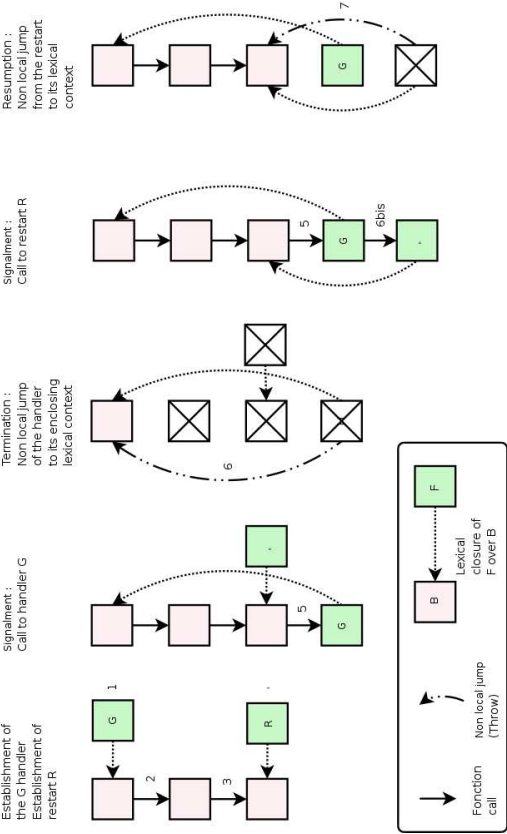 Establishment of
the G handler
Establishment of
restart R
G
1
2
3
R
Signalment :
Call to handler G
5
G
Termination :
Non local jump
of the handler
to its enclosing
lexical context
6
Signalment :
Call to restart R
5
G
6bis
Resumption :
Non local jump
from the restart
to its lexical
context
7
G
Fonction
call
Non local jump
(Throw)
B
F
Lexical
closure of
F over B